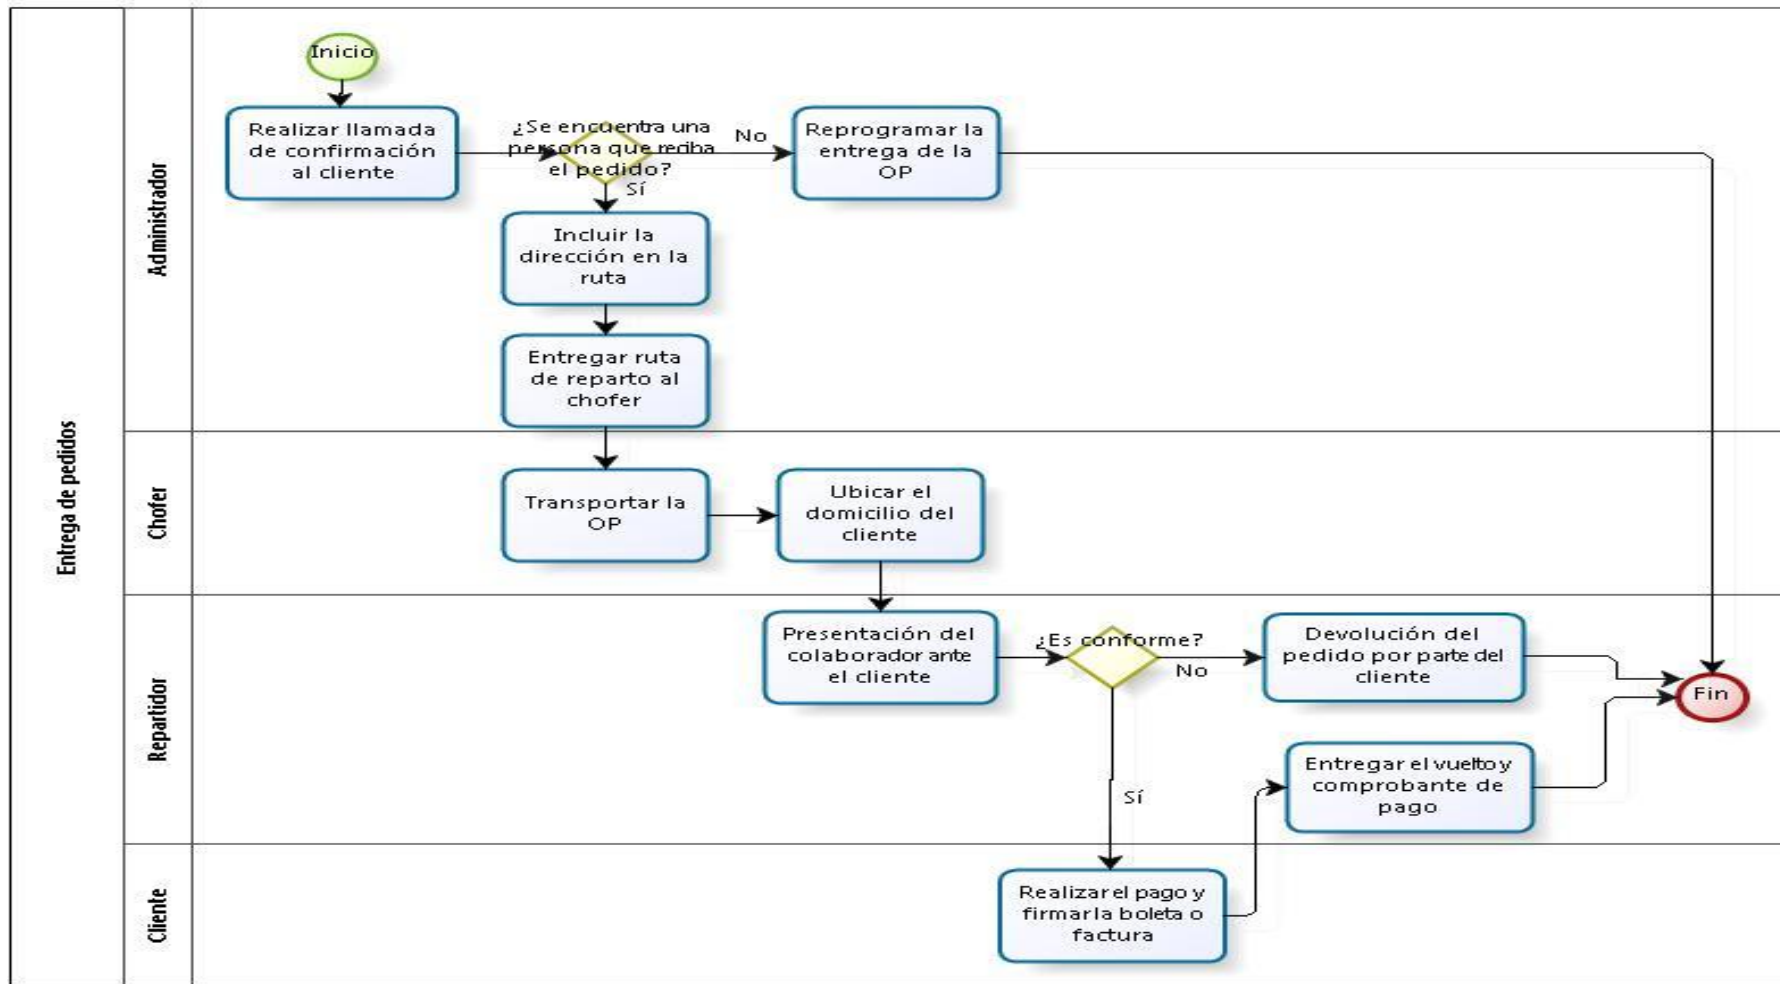 Entrega de pedidos
Administrador
Inicio
Realizar llamada
de confirmación
al cliente
¿Se encuentra una
persona que reciba
el pedido?
No
Reprogramar la
entrega de la
OP
Sí
Incluir la
dirección en la
ruta
Entregar ruta
de reparto al
chofer
Chofer
Transportar la
OP
Ubicar el
domicilio del
cliente
Repartidor
Presentación del
colaborador ante
el cliente
¿Es conforme?
No
Devolución del
pedido por parte del
cliente
Fin
Sí
Entregar el vuelto y
comprobante de
pago
Cliente
Realizar el pago y
firmar la boleta o
factura